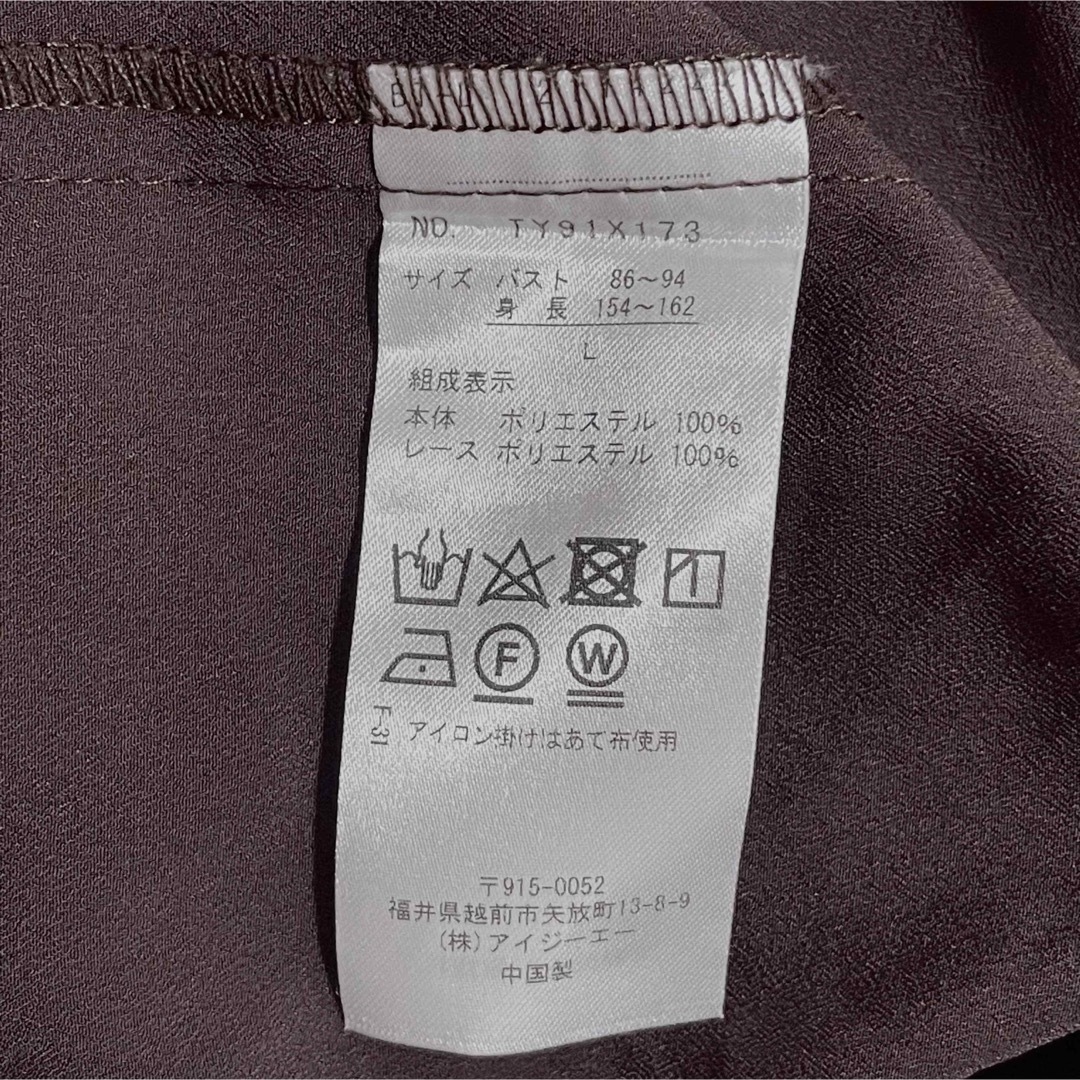 NO. TY91X173
サイズ バスト 86～94
身 長 154～162
L
組成表示
本体 ポリエステル 100%
レース ポリエステル 100%
1
F W
F-31 アイロン掛けはあて布使用
〒915-0052
福井県越前市矢放町13-8-9
(株)アイジーエー
中国製